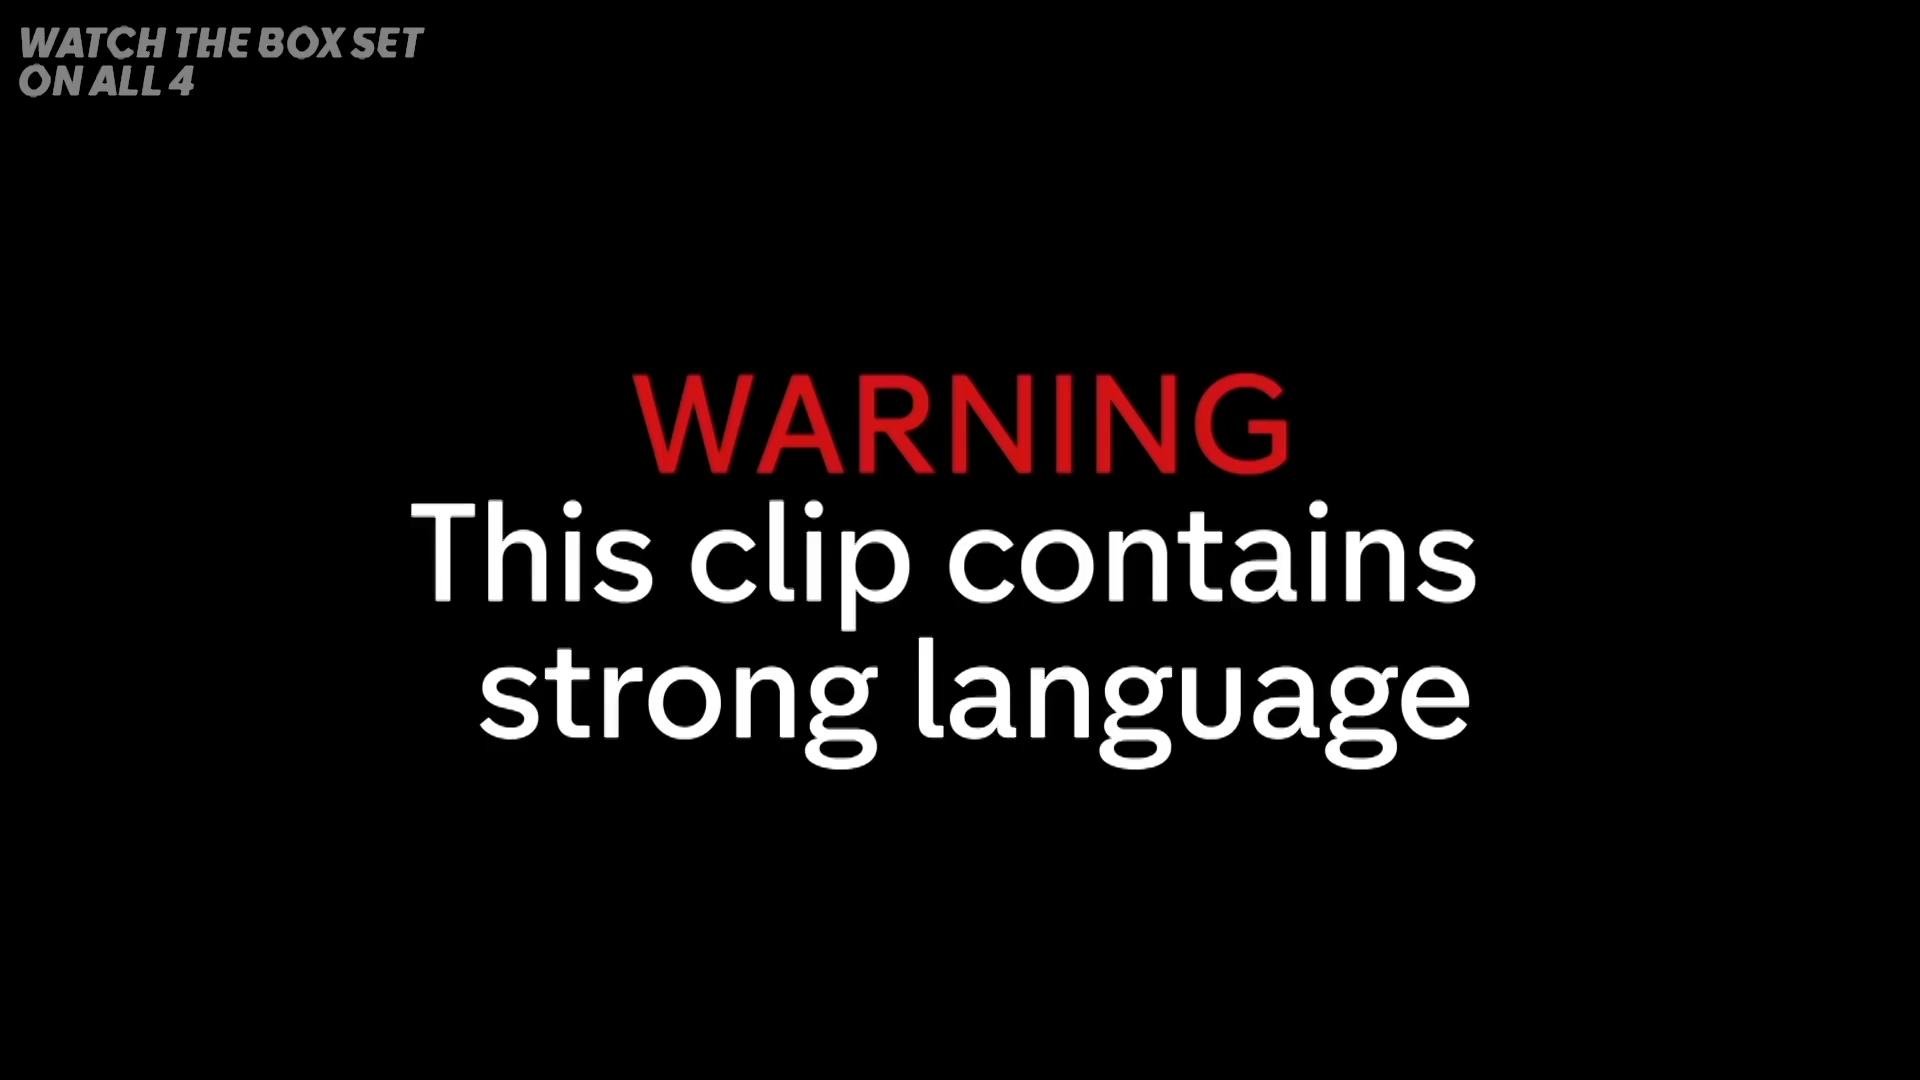 WATCH THE BOX SET
ON ALL 4
WARNING
This clip contains
strong language